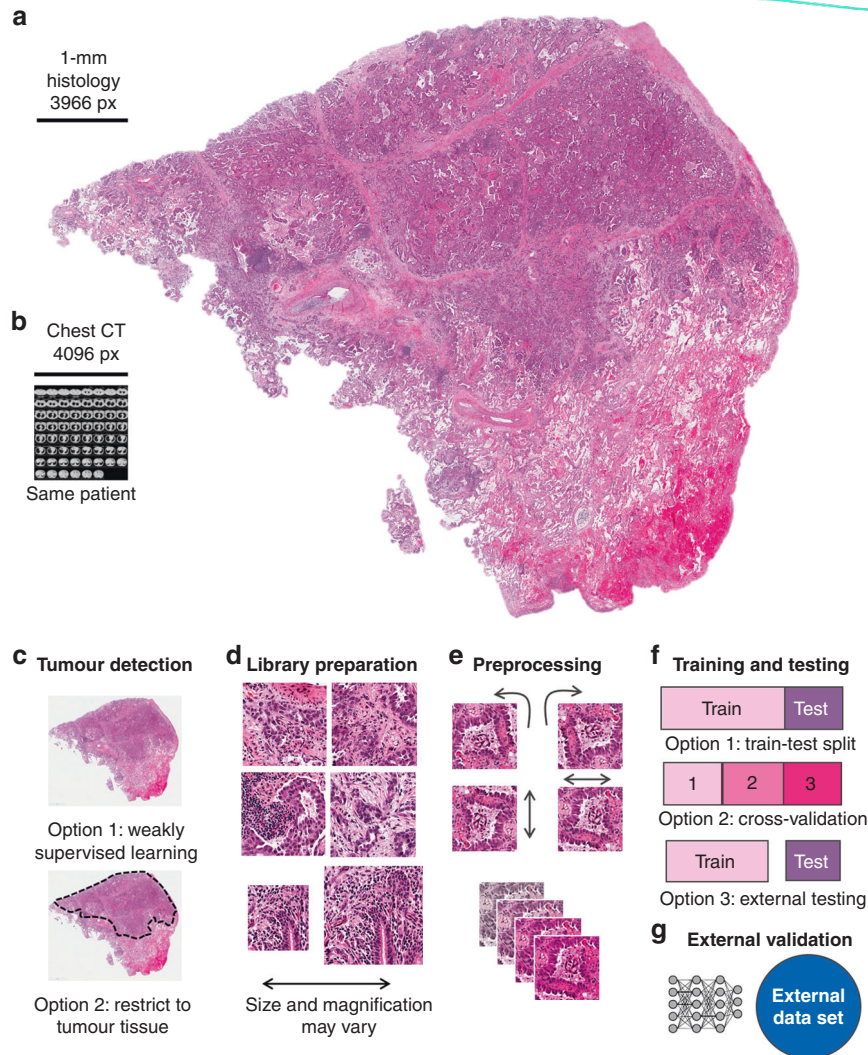 a
1-mm
histology
3966 px
b
Chest CT
4096 px
Same patient
c Tumour detection
Option 1: weakly
supervised learning
Option 2: restrict to
tumour tissue
d Library preparation
Size and magnification
may vary
e Preprocessing
f Training and testing
Train Test
Option 1: train-test split
1 2 3
Option 2: cross-validation
Train Test
Option 3: external testing
g External validation
External
data set